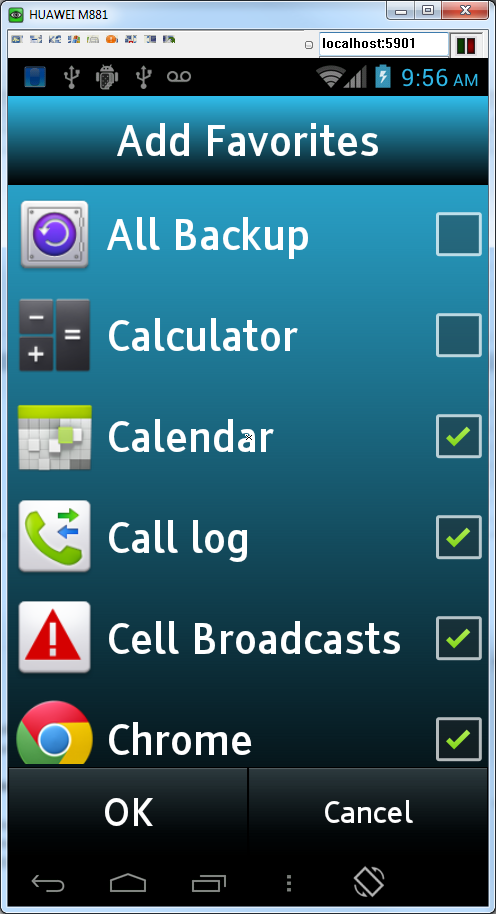 HUAWEI M881
localhost:5901
9:56 AM
Add Favorites
All Backup
Calculator
Calendar
Call log
Cell Broadcasts
Chrome
OK
Cancel